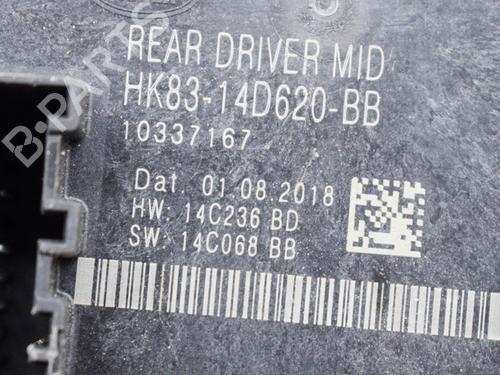 REAR DRIVER MID
HK83-14D620-BB
10337167
Dat. 01.08.2018
HW: 14C236 BD
SW: 14C068 BB
B-PARTS